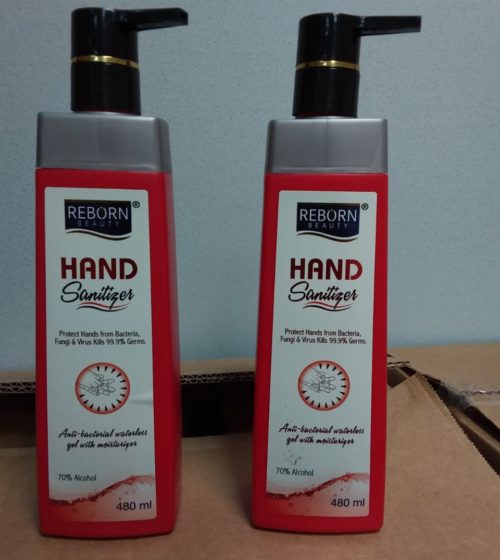 REBORN ®
BEAUTY
HAND
Sanitizer
Protect Hands from Bacteria,
Fungi & Virus Kills 99.9% Germs.
Anti-bacterial waterless
gel with moisturizer
70% Alcohol
480 ml
REBORN ®
BEAUTY
HAND
Sanitizer
Protect Hands from Bacteria,
Fungi & Virus Kills 99.9% Germs.
Anti-bacterial waterless
gel with moisturizer
70% Alcohol
480 ml